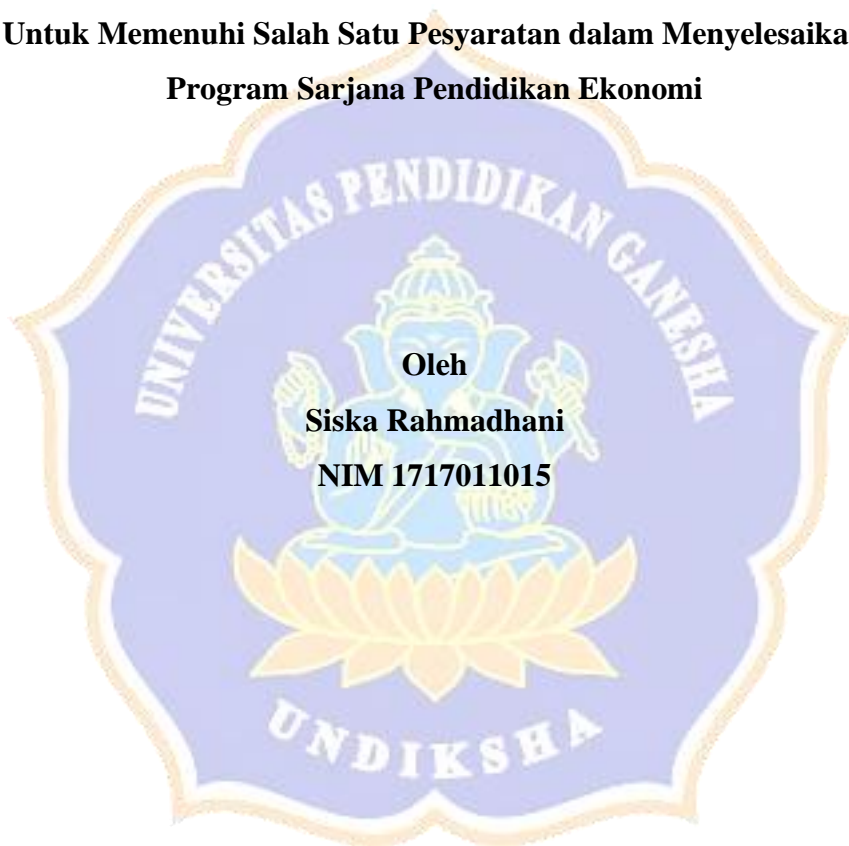 Untuk Memenuhi Salah Satu Pesyaratan dalam Menyelesaika
Program Sarjana Pendidikan Ekonomi
UNIVERSITAS PENDIDIKAN GANESHA
Oleh
Siska Rahmadhani
NIM 1717011015
UNDIKSHA